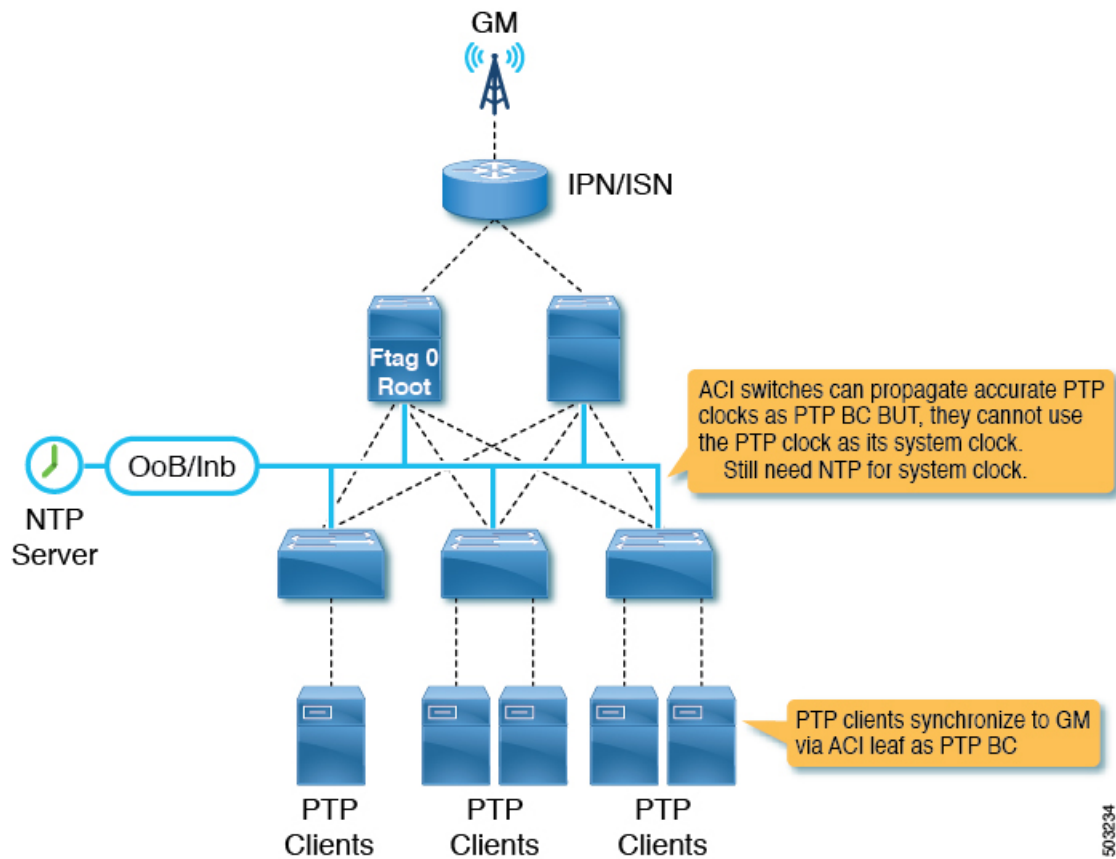 GM
IPN/ISN
Ftag 0
Root
ACI switches can propagate accurate PTP
clocks as PTP BC BUT, they cannot use
the PTP clock as its system clock.
Still need NTP for system clock.
OoB/Inb
NTP
Server
PTP clients synchronize to GM
via ACI leaf as PTP BC
PTP
Clients
PTP
Clients
PTP
Clients
503234